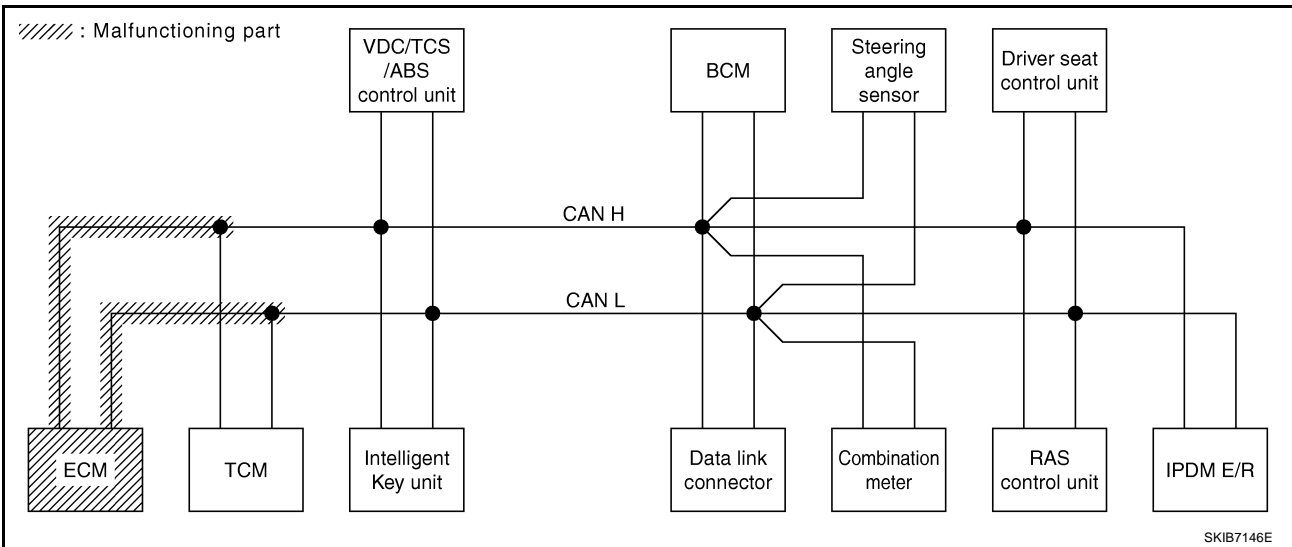 : Malfunctioning part
VDC/TCS
/ABS
control unit
BCM
Steering
angle
sensor
Driver seat
control unit
CAN H
CAN L
ECM
TCM
Intelligent
Key unit
Data link
connector
Combination
meter
RAS
control unit
IPDM E/R
SKIB7146E